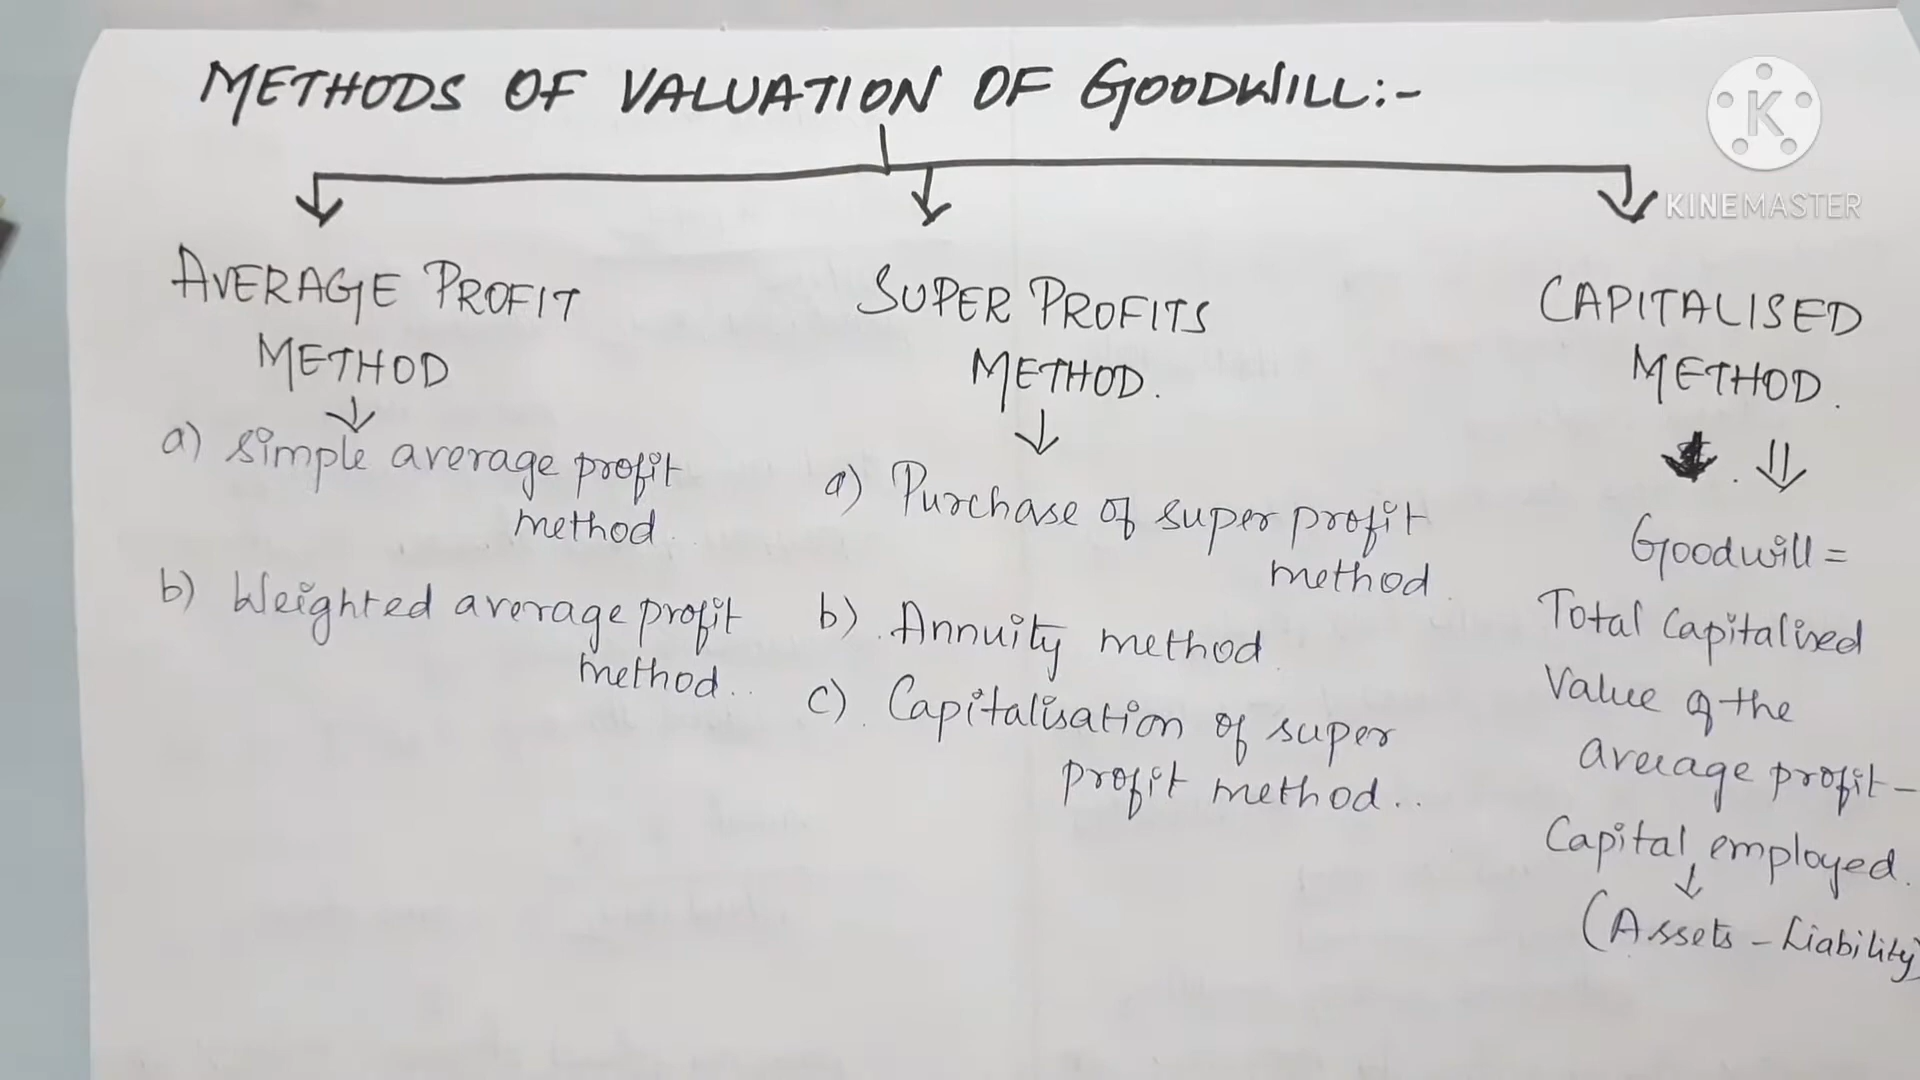 METHODS OF VALUATION OF GOODWILL:-
KINEMASTER
AVERAGE PROFIT
METHOD
a) simple average profit
method.
b) Weighted average profit
method..
SUPER PROFITS
METHOD.
a) Purchase of super profit
method.
b). Annuity method.
c). Capitalisation of super
profit method..
CAPITALISED
METHOD.
Goodwill =
Total Capitalised
Value of the
average profit -
Capital employed.
(Assets - Liability)